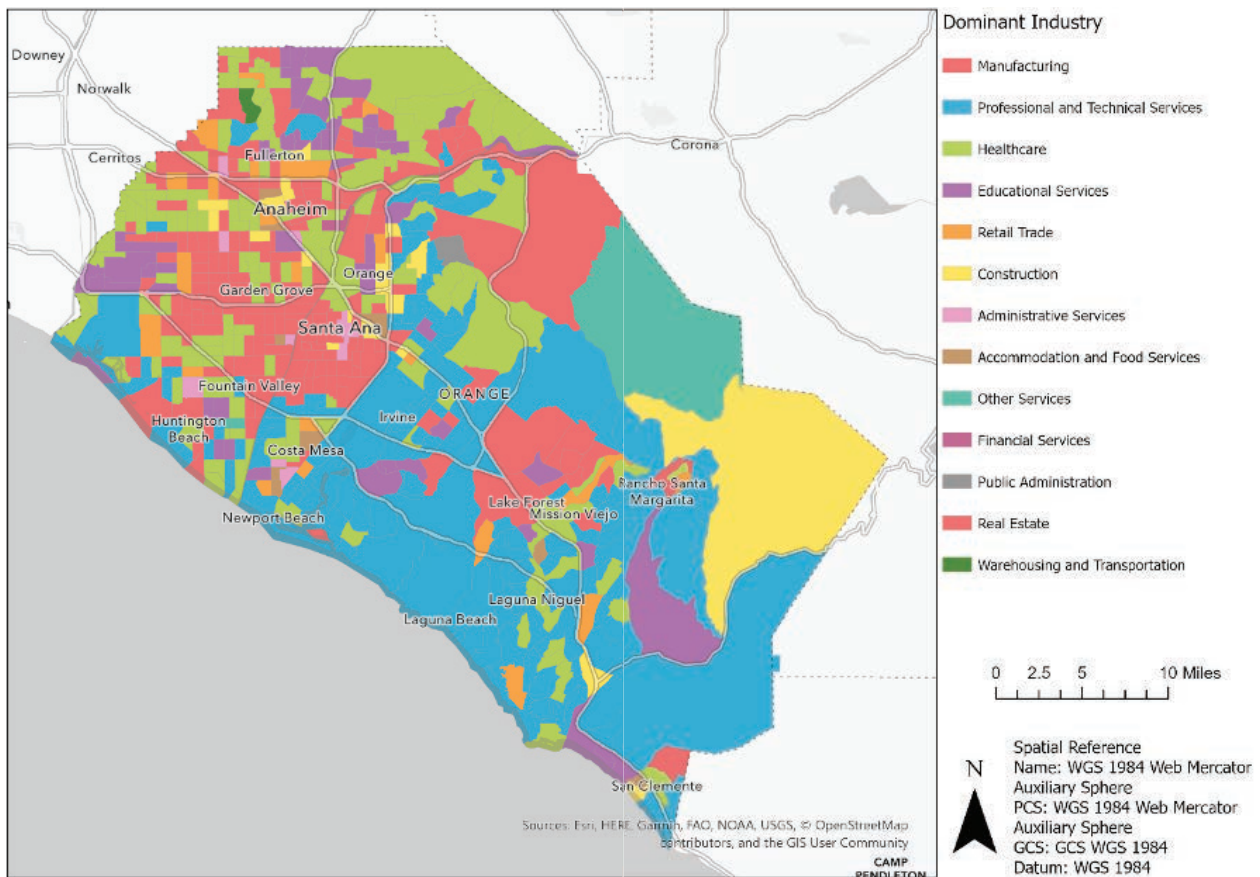 Downey
Norwalk
Cerritos
Fullerton
Corona
Anaheim
Orange
Garden Grove
Santa Ana
Fountain Valley
ORANGE
Irvine
Huntington
Beach
Costa Mesa
Rancho Santa
Margarita
Lake Forest
Mission Viejo
Newport Beach
Laguna Niguel
Laguna Beach
San Clemente
Sources: Esri, HERE, Garmin, FAO, NOAA, USGS, © OpenStreetMap
contributors, and the GIS User Community
CAMP
PENDLETON
Dominant Industry
Manufacturing
Professional and Technical Services
Healthcare
Educational Services
Retail Trade
Construction
Administrative Services
Accommodation and Food Services
Other Services
Financial Services
Public Administration
Real Estate
Warehousing and Transportation
0 2.5 5 10 Miles
N
Spatial Reference
Name: WGS 1984 Web Mercator
Auxiliary Sphere
PCS: WGS 1984 Web Mercator
Auxiliary Sphere
GCS: GCS WGS 1984
Datum: WGS 1984